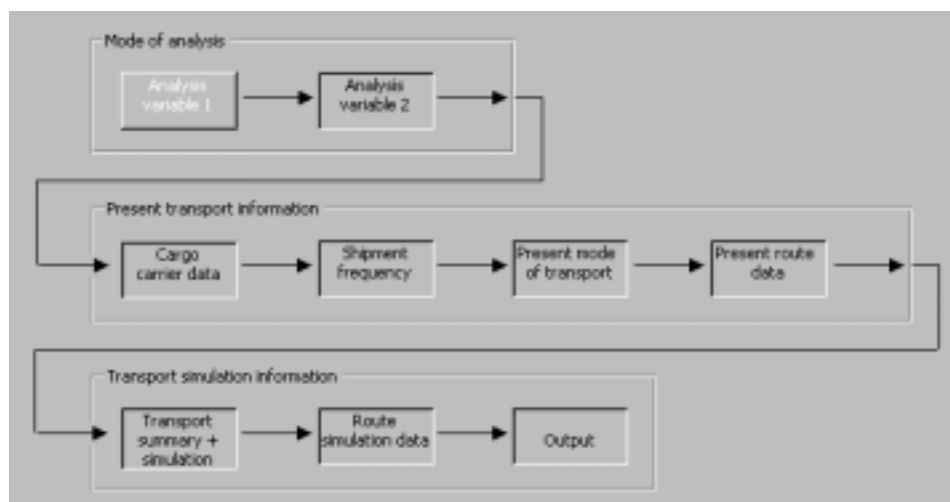 Mode of analysis
Analysis
variable 1
Analysis
variable 2
Present transport information
Cargo
carrier data
Shipment
frequency
Present mode
of transport
Present route
data
Transport simulation information
Transport
summary +
simulation
Route
simulation data
Output